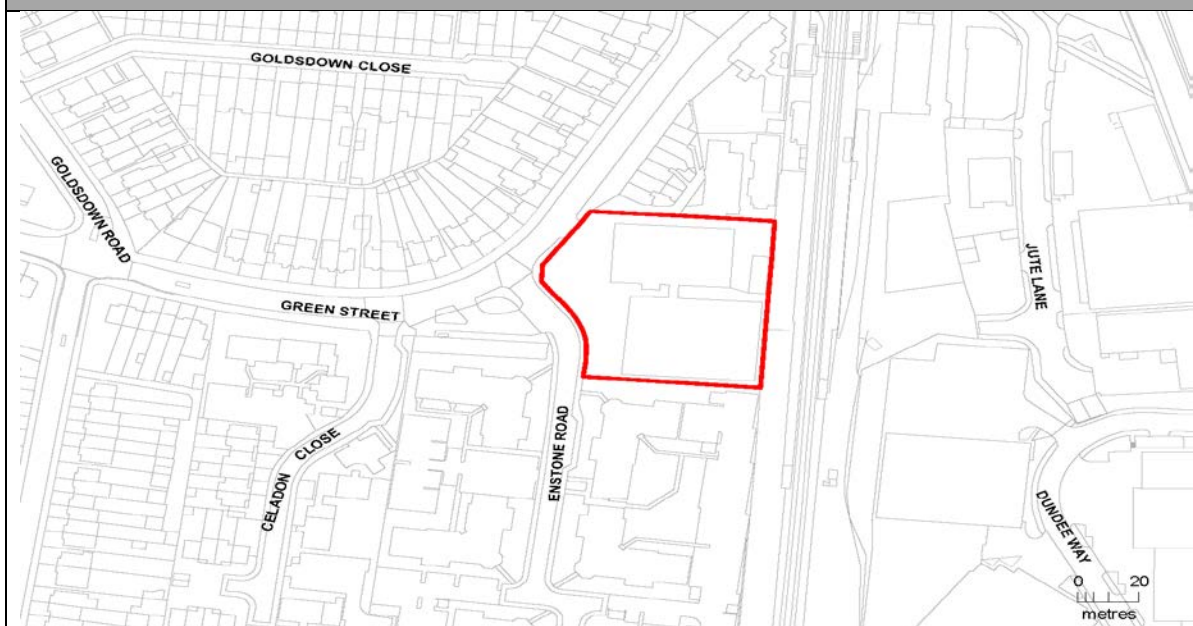 GOLDSDOWN CLOSE
GOLDSDOWN ROAD
GREEN STREET
JUTE LANE
CELADON CLOSE
ENSTONE ROAD
DUNDEE WAY
0 20
metres